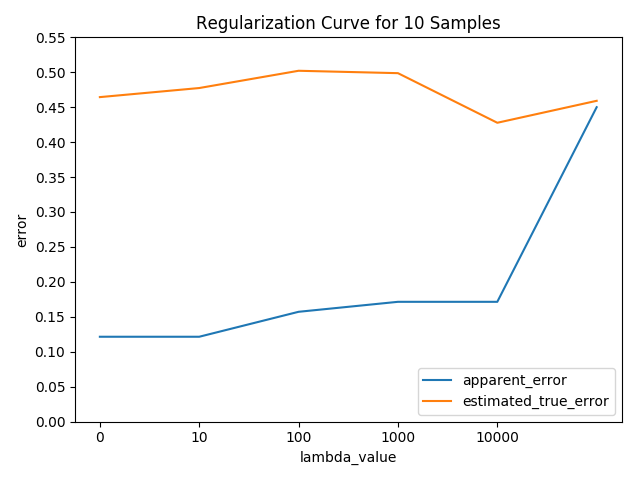 Regularization Curve for 10 Samples
0.55
0.50
0.45
0.40
0.35
0.30
0.25
0.20
0.15
0.10
0.05
0.00
error
apparent_error
estimated_true_error
0 10 100 1000 10000
lambda_value